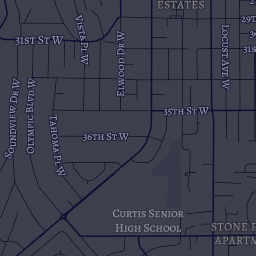 ESTATES
31ST ST W
VISTA PL W
ELWOOD DR W
LOCUST AVE W
29T
31S
35TH ST W
SOUNDVIEW DR W
OLYMPIC BLVD W
TAHOMA PL W
36TH ST W
CURTIS SENIOR
HIGH SCHOOL
STONE
APARTM